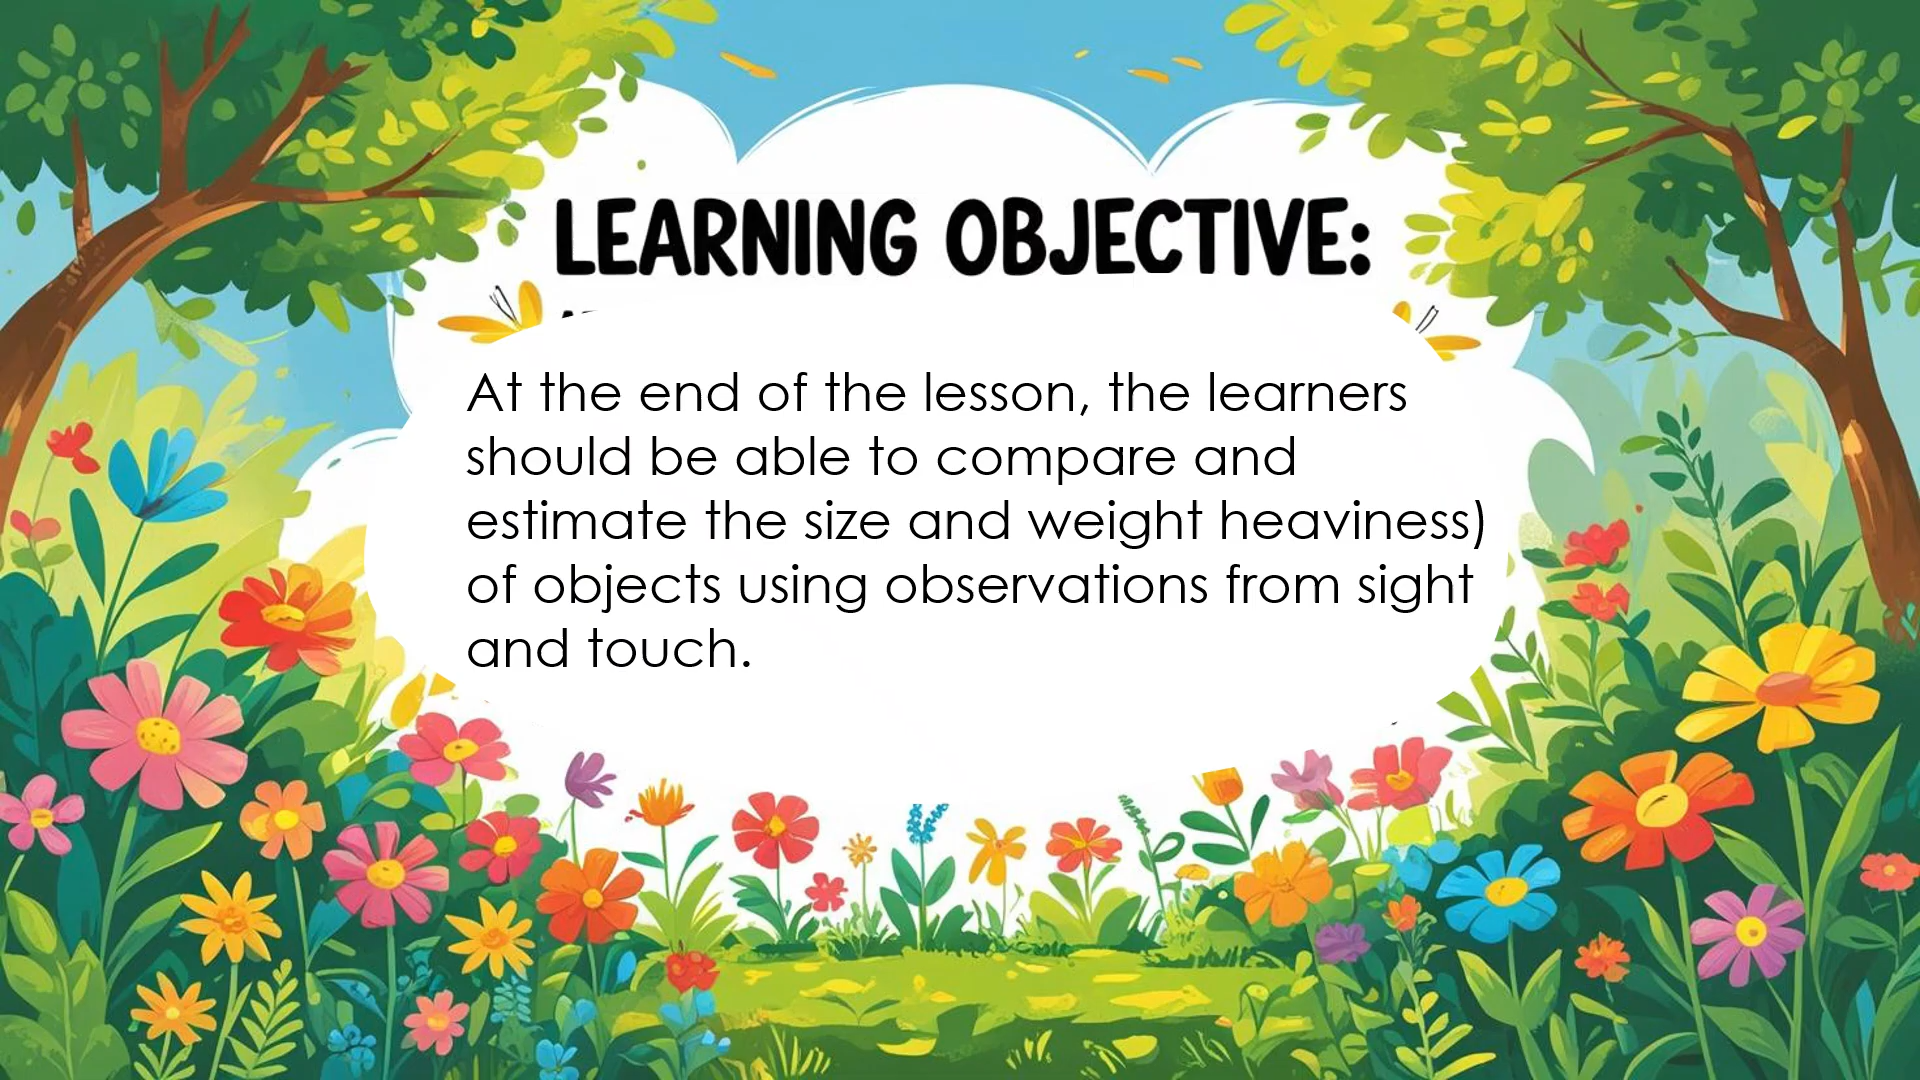 LEARNING OBJECTIVE:
At the end of the lesson, the learners
should be able to compare and
estimate the size and weight heaviness)
of objects using observations from sight
and touch.